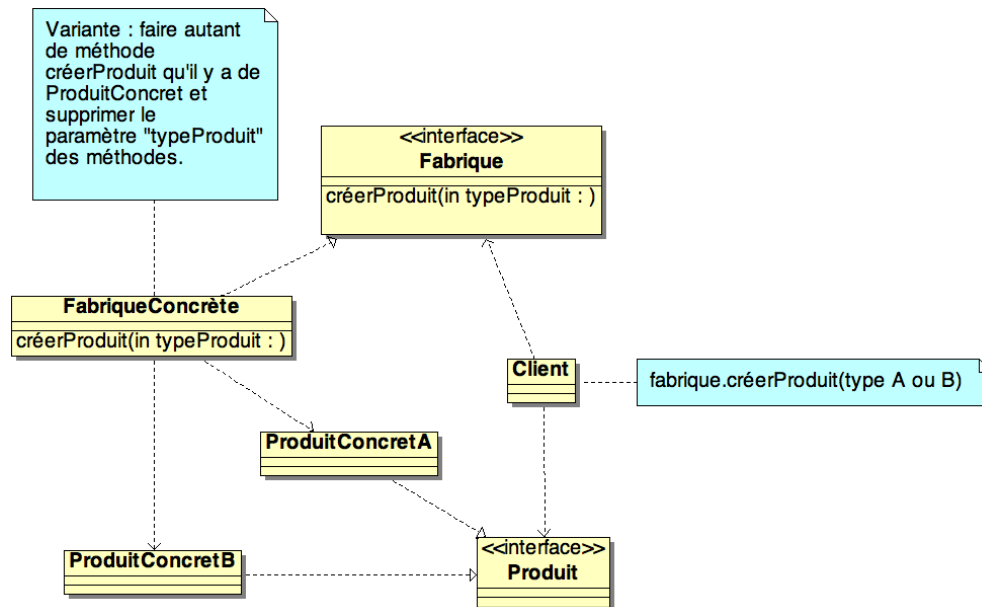 Variante : faire autant
de méthode
créerProduit qu'il y a de
ProduitConcret et
supprimer le
paramètre "typeProduit"
des méthodes.
<<interface>>
Fabrique
créerProduit(in typeProduit : )
FabriqueConcrète
créerProduit(in typeProduit : )
Client
fabrique.créerProduit(type A ou B)
ProduitConcretA
ProduitConcretB
<<interface>>
Produit